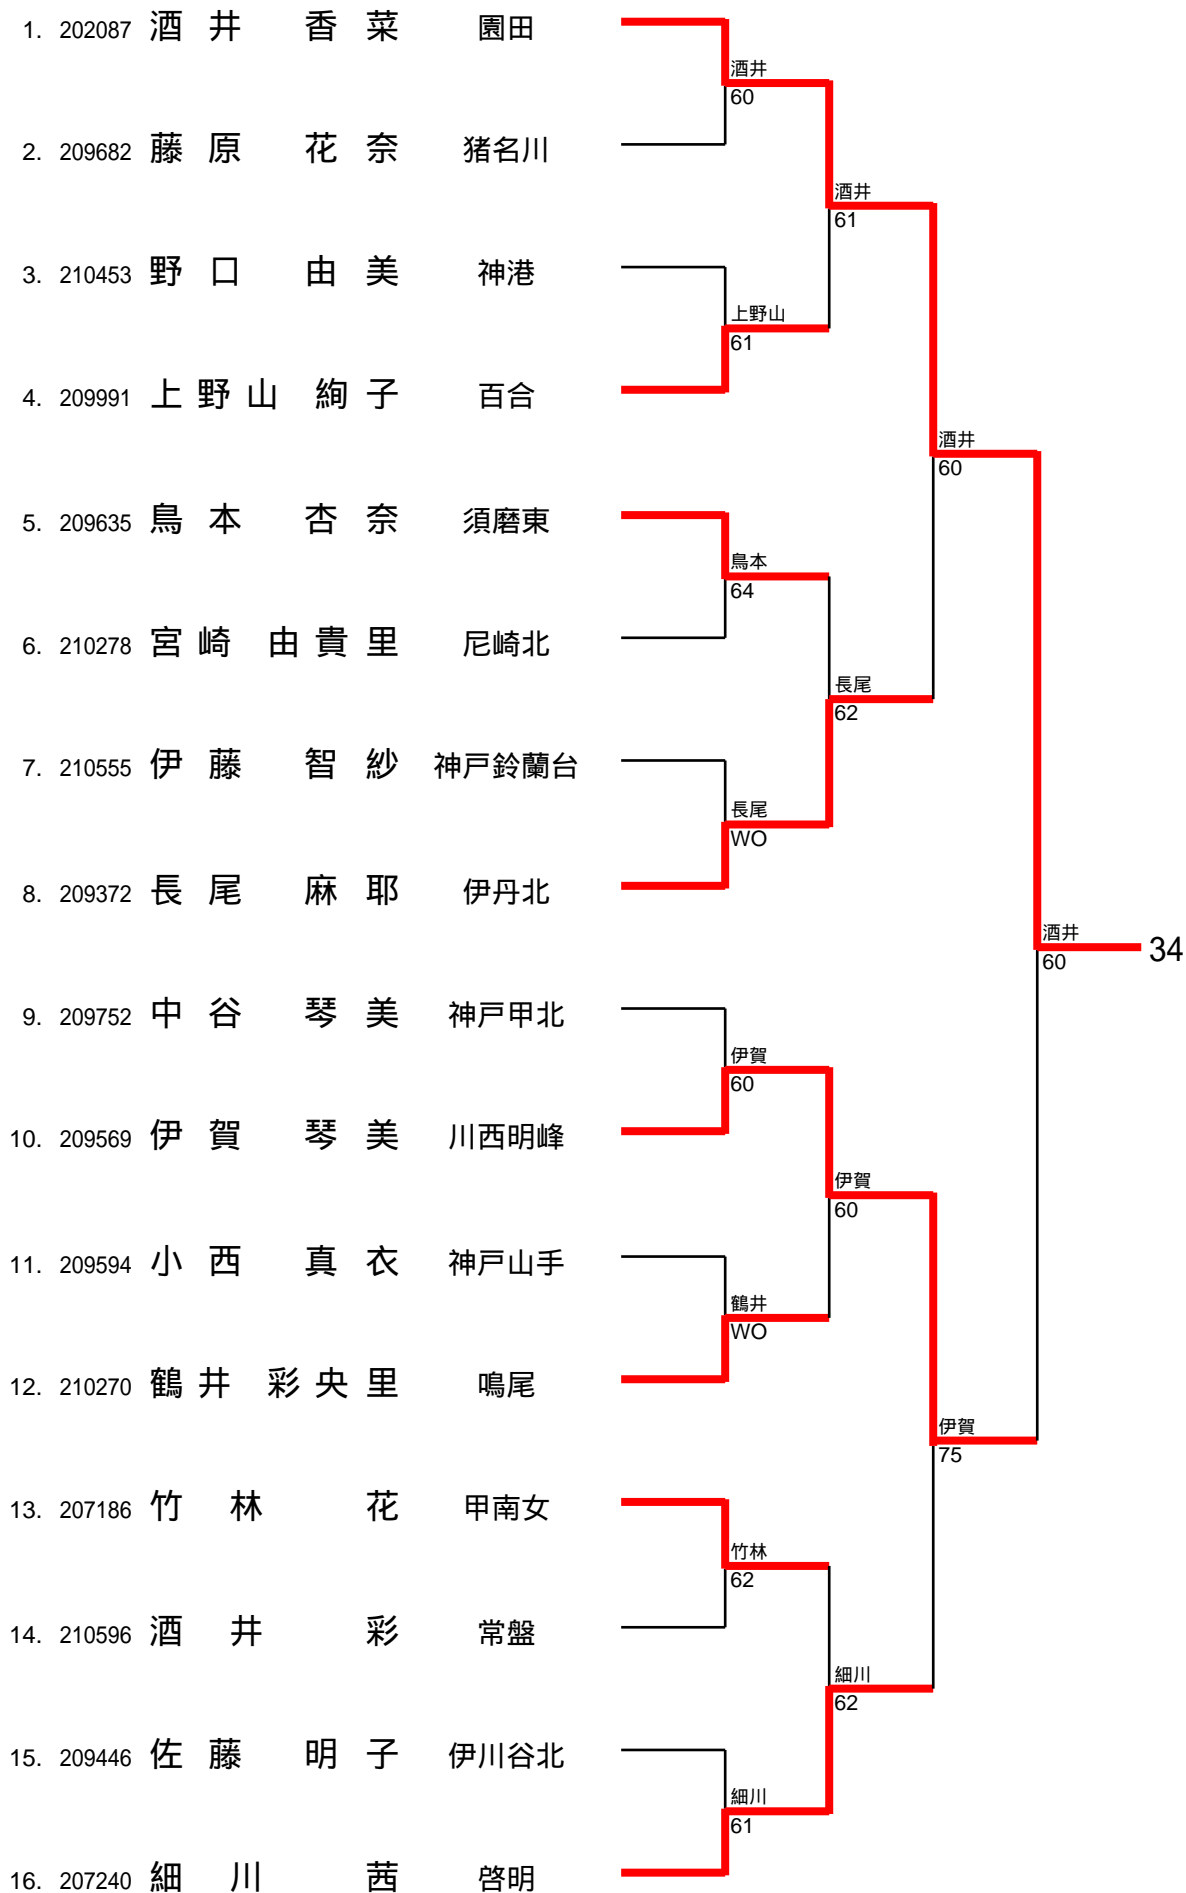 1. 202087 酒井 香菜 園田
酒井
60
2. 209682 藤原 花奈 猪名川
酒井
61
3. 210453 野口 由美 神港
上野山
61
4. 209991 上野山 絢子 百合
酒井
60
5. 209635 鳥本 杏奈 須磨東
鳥本
64
6. 210278 宮崎 由貴里 尼崎北
長尾
62
7. 210555 伊藤 智紗 神戸鈴蘭台
長尾
WO
8. 209372 長尾 麻耶 伊丹北
酒井
60
34
9. 209752 中谷 琴美 神戸甲北
伊賀
60
10. 209569 伊賀 琴美 川西明峰
伊賀
60
11. 209594 小西 真衣 神戸山手
鶴井
WO
12. 210270 鶴井 彩央里 鳴尾
伊賀
75
13. 207186 竹林 花 甲南女
竹林
62
14. 210596 酒井 彩 常盤
細川
62
15. 209446 佐藤 明子 伊川谷北
細川
61
16. 207240 細川 茜 啓明